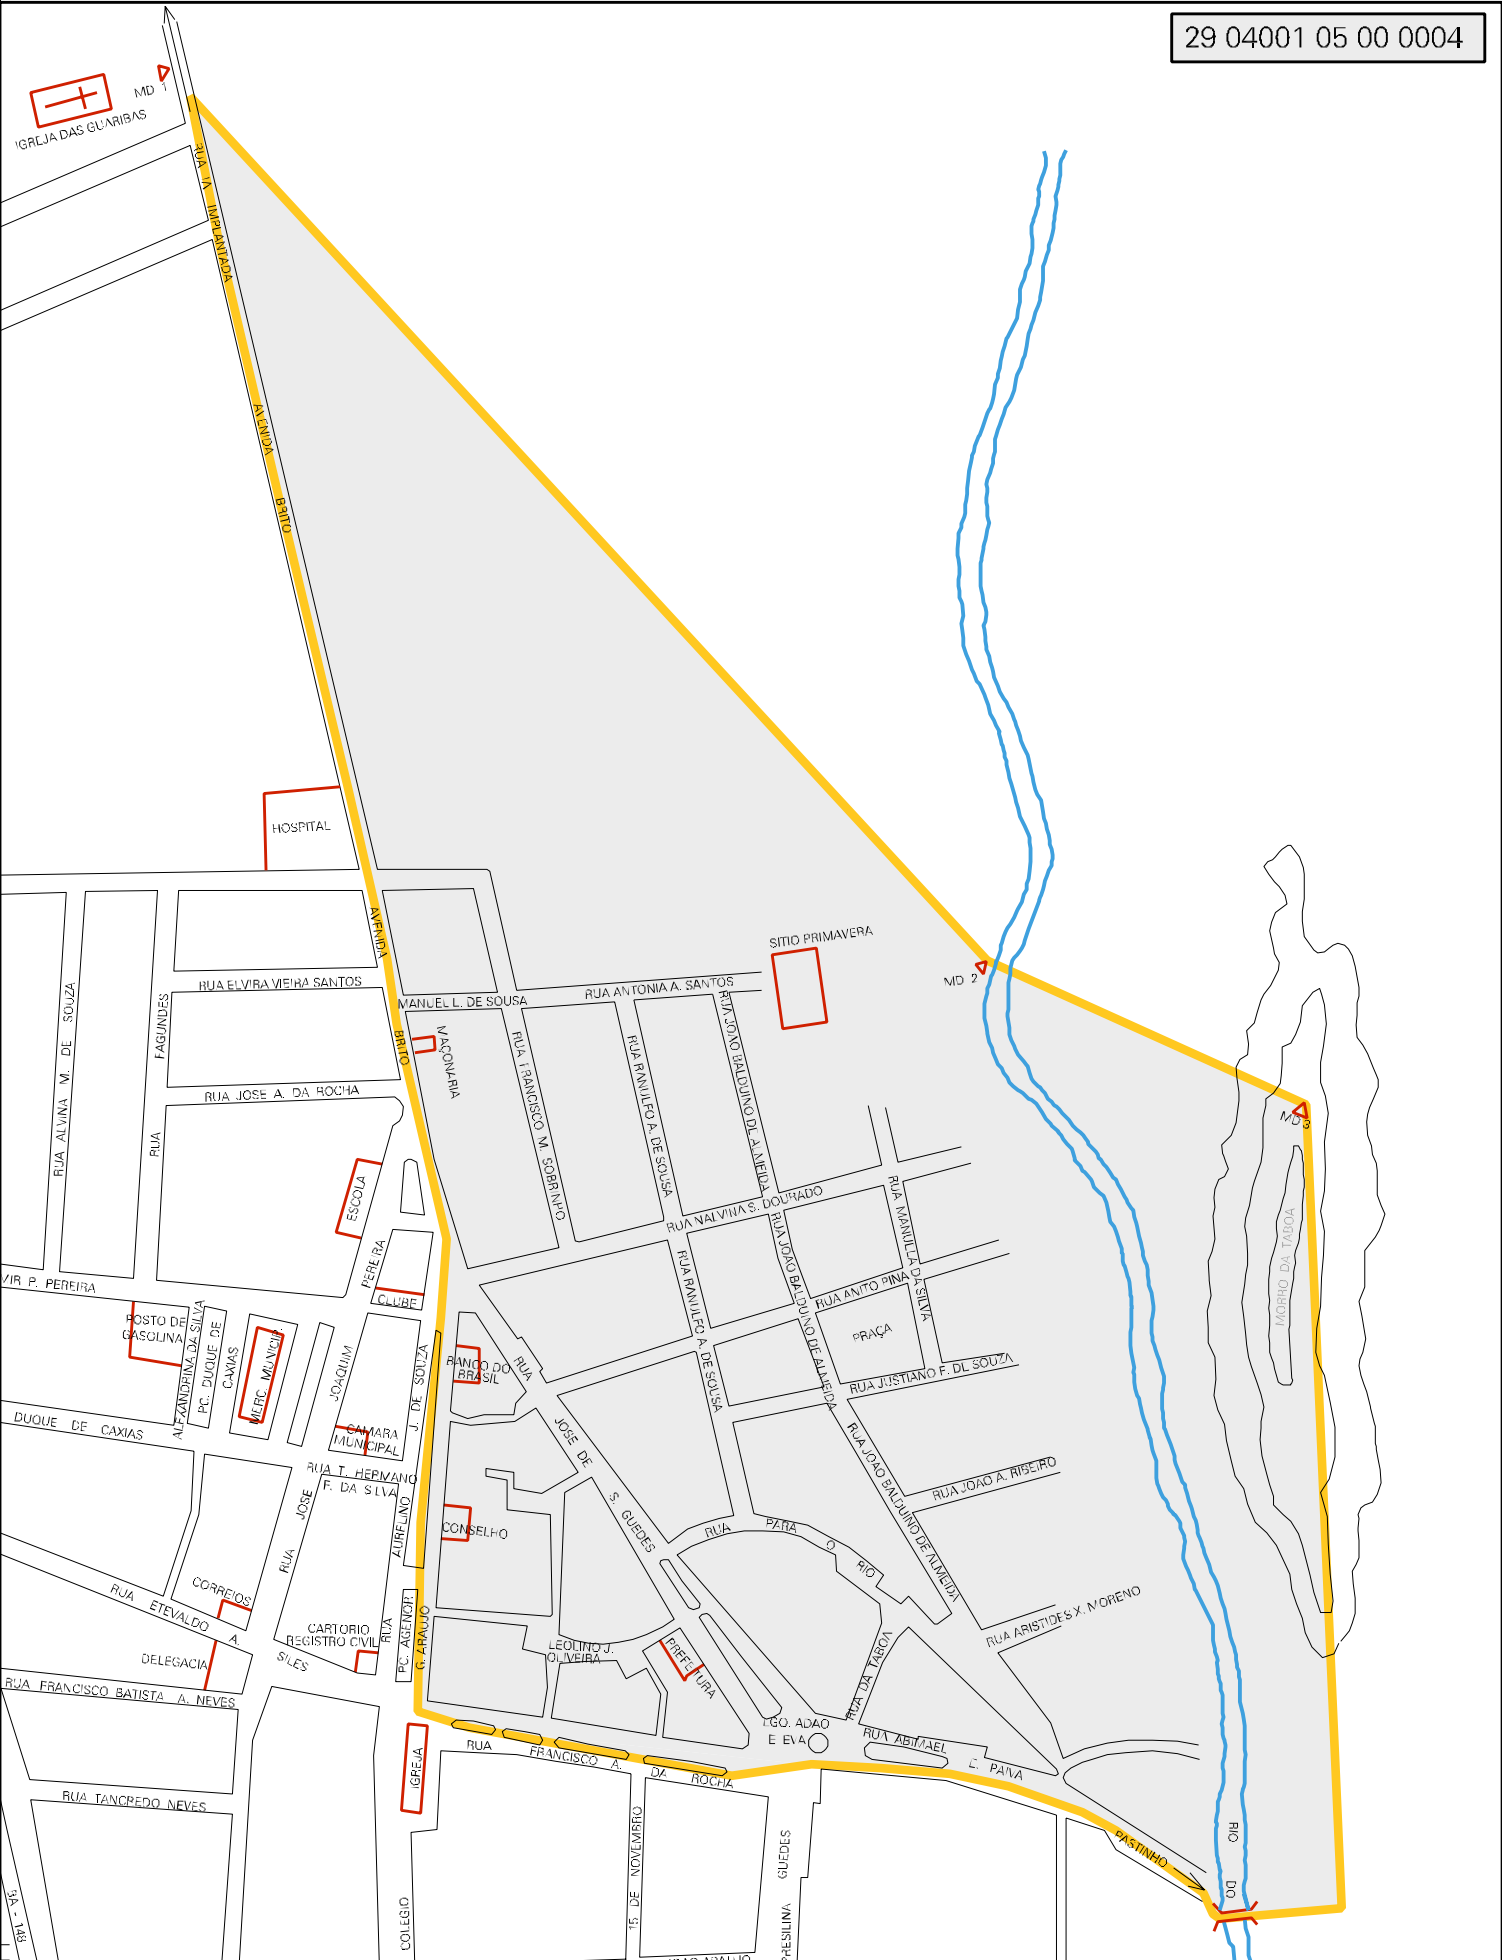 29 04001 05 00 0004
MD 1
IGREJA DAS GUARIBAS
RUA JA IMPLANTADA
AVENIDA BRITO
HOSPITAL
AVENIDA BRITO
SITIO PRIMAVERA
MD 2
RUA ELVIRA VIEIRA SANTOS
MANUEL L. DE SOUSA
RUA ANTONIA A. SANTOS
RUA ALVINA M. DE SOUZA
RUA FAGUNDES
MAÇONARIA
RUA FRANCISCO M. SOBRINHO
RUA RANULFO A. DE SOUSA
RUA JOAO BALDUINO DE ALMEIDA
RUA JOSE A. DA ROCHA
MD 3
ESCOLA
RUA NALVINA S. DOURADO
RUA MANUILLA DA SILVA
MORRO DA TABOA
VIR P. PEREIRA
PEREIRA
CLUBE
RUA RANULFO A. DE SOUSA
RUA JOAO BALDUINO DE ALMEIDA
RUA ANITO PINA
PRAÇA
POSTO DE
GASOLINA
ALEXANDRINA DA SILVA
PC. DUQUE DE
CAXIAS
MERC. MUNICIP.
JOAQUIM
J. DE SOUZA
BANCO DO
BRASIL
RUA
RUA JUSTIANO F. DE SOUZA
DUQUE DE CAXIAS
CAMARA
MUNICIPAL
JOSE DE S. GUEDES
RUA JOAO BALDUINO DE ALMEIDA
RUA T. HERMANO
F. DA SILVA
RUA JOAO A. RIBEIRO
RUA JOSE
AURELINO
CONSELHO
RUA PARA O RIO
CORREIOS
RUA ETEVALDO A. SILES
CARTORIO
REGISTRO CIVIL
RUA
PC. AGENOR
G. ARAUJO
LEOLINO J.
OLIVEIRA
PREFEITURA
RUA DA TABOA
RUA ARISTIDES X. MORENO
DELEGACIA
RUA FRANCISCO BATISTA A. NEVES
LGO. ADAO
E EVA
RUA ABIMAEL E. PAIVA
RUA FRANCISCO A. DA ROCHA
IGREJA
RUA TANCREDO NEVES
PASTINHO
RIO DO
15 DE NOVEMBRO
GUEDES
COLEGIO
BA - 148